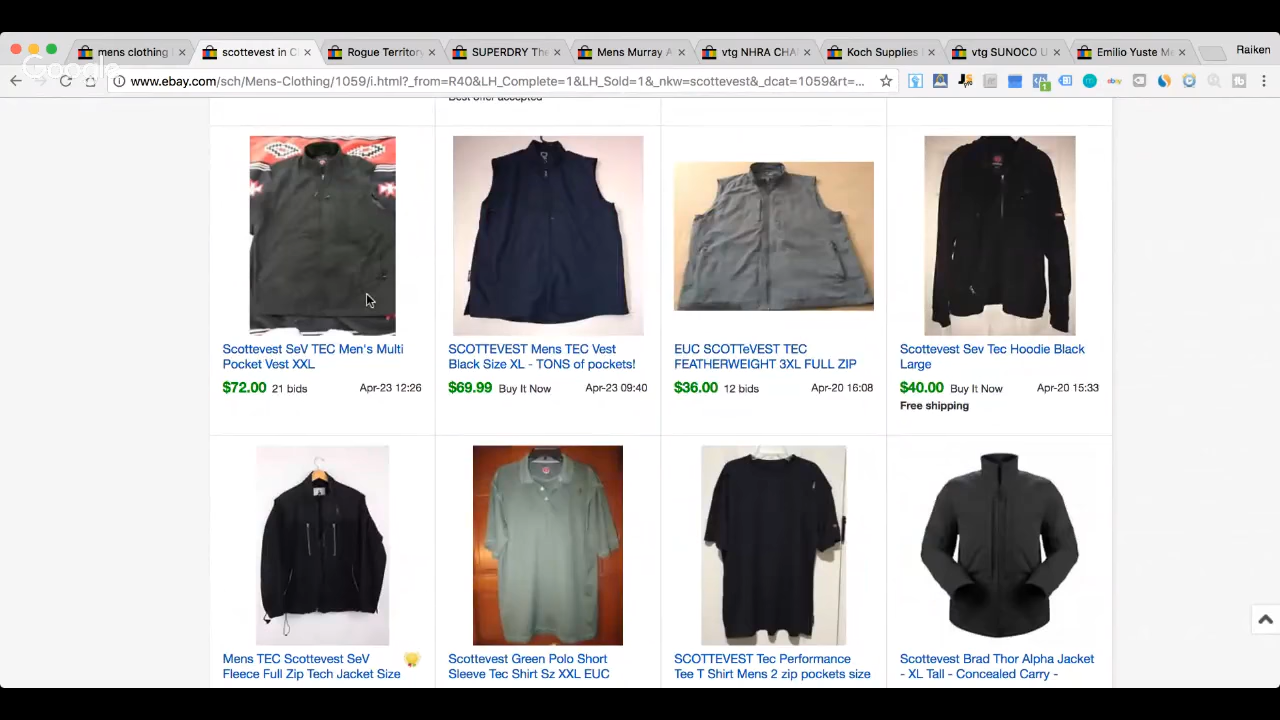 mens clothing
scottevest in C
Rogue Territory
SUPERDRY The
Mens Murray A
vtg NHRA CHA
Koch Supplies
vtg SUNOCO U
Emilio Yuste Me
Raiken
Google
www.ebay.com/sch/Mens-Clothing/1059/i.html?_from=R40&LH_Complete=1&LH_Sold=1&_nkw=scottevest&_dcat=1059&rt=...
1
ebay
Best offer accepted
Scottevest SeV TEC Men's Multi
Pocket Vest XXL
$72.00 21 bids Apr-23 12:26
SCOTTEVEST Mens TEC Vest
Black Size XL - TONS of pockets!
$69.99 Buy It Now Apr-23 09:40
EUC SCOTTeVEST TEC
FEATHERWEIGHT 3XL FULL ZIP
$36.00 12 bids Apr-20 16:08
Scottevest Sev Tec Hoodie Black
Large
$40.00 Buy It Now Apr-20 15:33
Free shipping
Mens TEC Scottevest SeV
Fleece Full Zip Tech Jacket Size
Scottevest Green Polo Short
Sleeve Tec Shirt Sz XXL EUC
SCOTTEVEST Tec Performance
Tee T Shirt Mens 2 zip pockets size
Scottevest Brad Thor Alpha Jacket
- XL Tall - Concealed Carry -